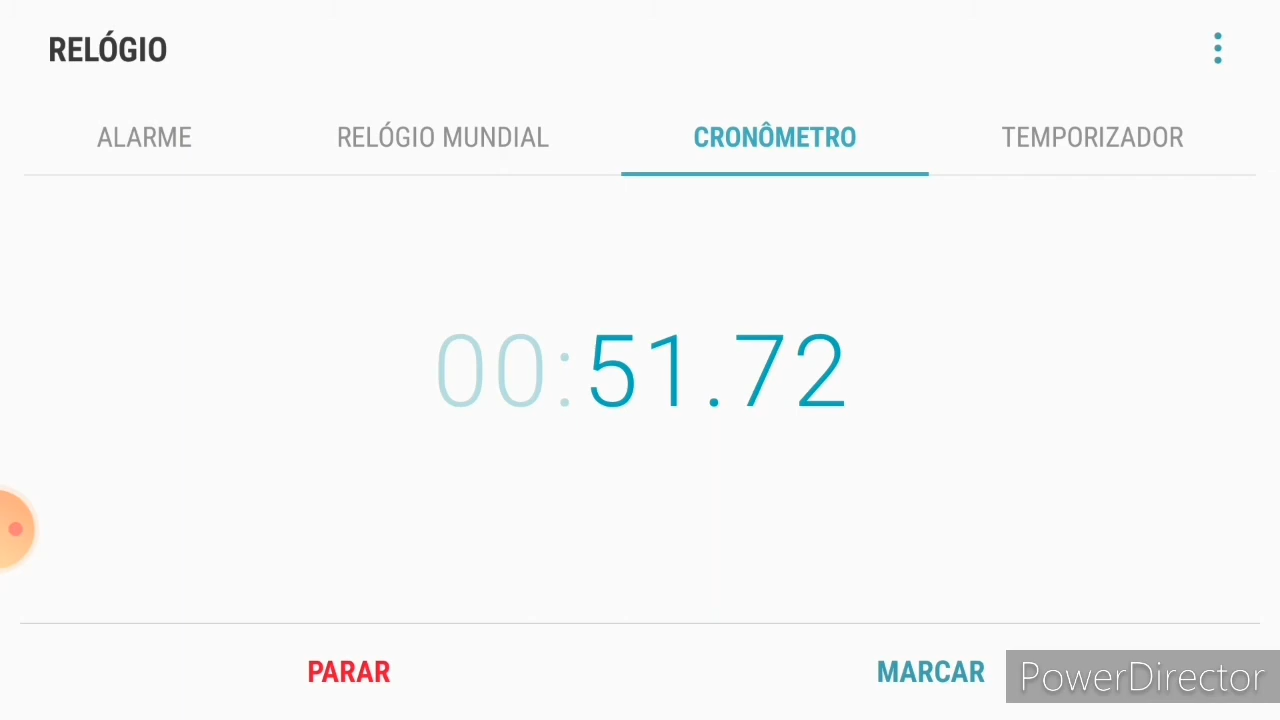 RELÓGIO
ALARME RELÓGIO MUNDIAL CRONÔMETRO TEMPORIZADOR
00:51.72
PARAR MARCAR PowerDirector